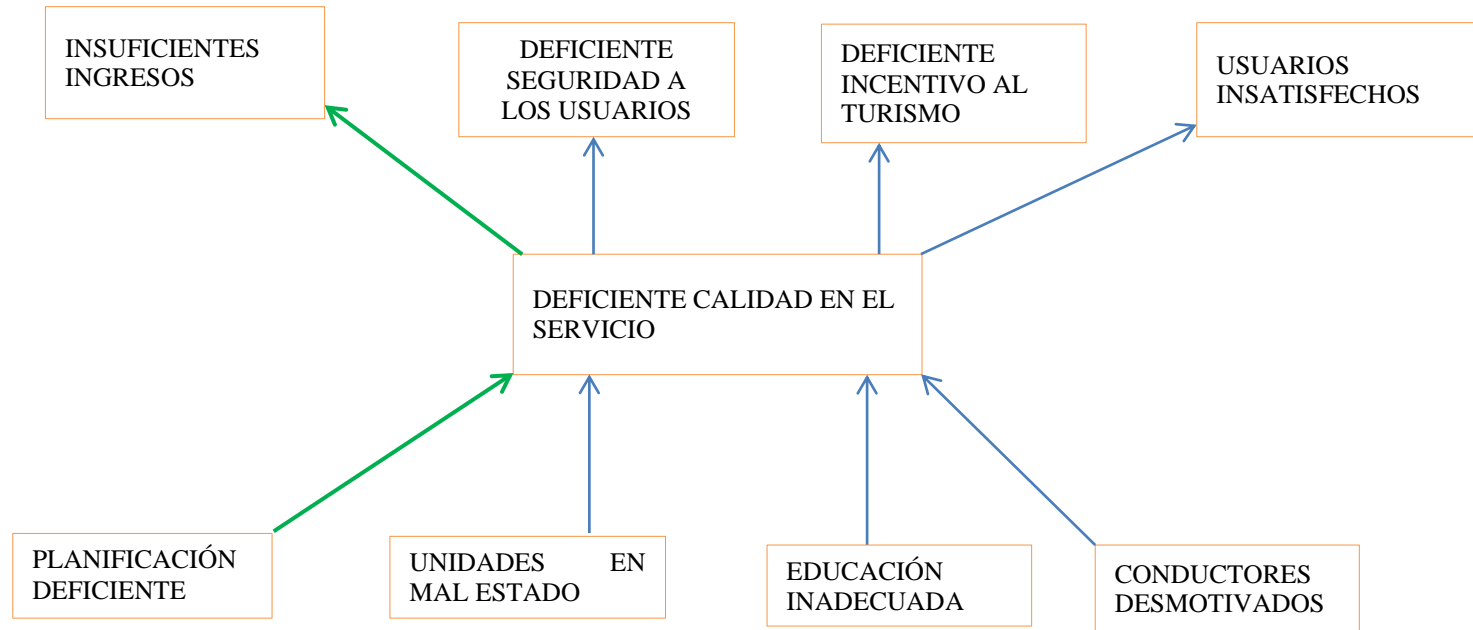 INSUFICIENTES
INGRESOS
DEFICIENTE
SEGURIDAD A
LOS USUARIOS
DEFICIENTE
INCENTIVO AL
TURISMO
USUARIOS
INSATISFECHOS
DEFICIENTE CALIDAD EN EL
SERVICIO
PLANIFICACIÓN
DEFICIENTE
UNIDADES EN
MAL ESTADO
EDUCACIÓN
INADECUADA
CONDUCTORES
DESMOTIVADOS